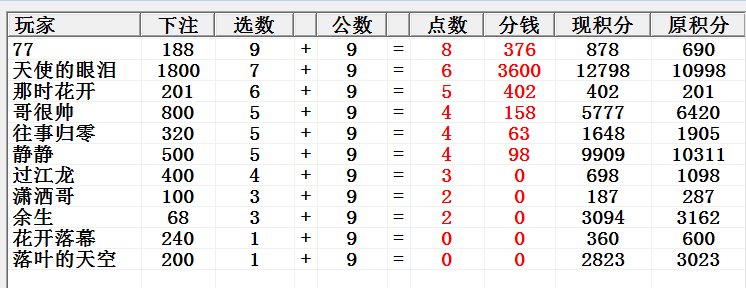 玩家 下注 选数 公数 点数 分钱 现积分 原积分
77 188 9 + 9 = 8 376 878 690
天使的眼泪 1800 7 + 9 = 6 3600 12798 10998
那时花开 201 6 + 9 = 5 402 402 201
哥很帅 800 5 + 9 = 4 158 5777 6420
往事归零 320 5 + 9 = 4 63 1648 1905
静静 500 5 + 9 = 4 98 9909 10311
过江龙 400 4 + 9 = 3 0 698 1098
潇洒哥 100 3 + 9 = 2 0 187 287
余生 68 3 + 9 = 2 0 3094 3162
花开落幕 240 1 + 9 = 0 0 360 600
落叶的天空 200 1 + 9 = 0 0 2823 3023